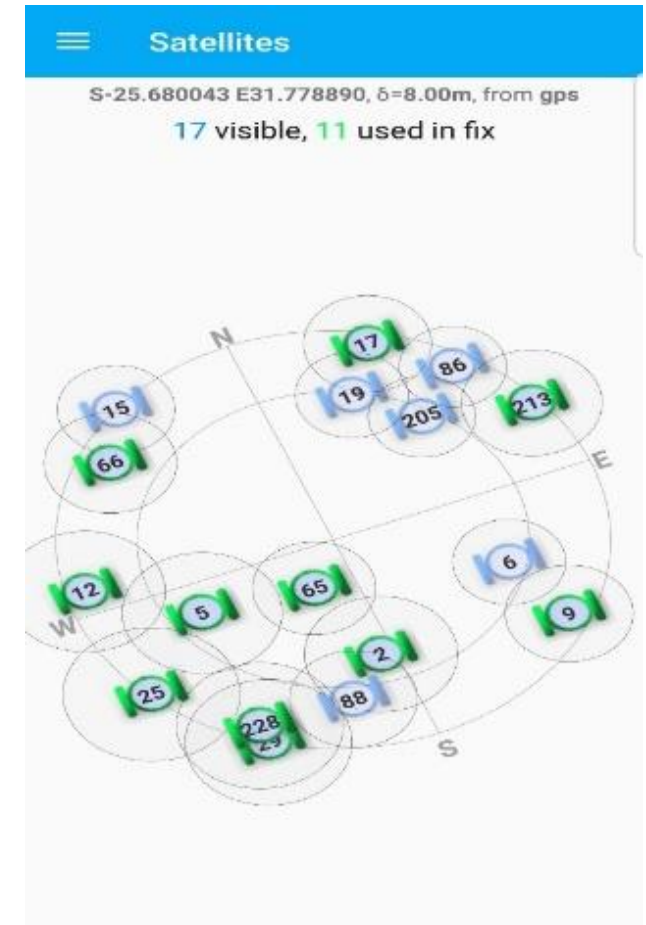 Satellites
S-25.680043 E31.778890, δ=8.00m, from gps
17 visible, 11 used in fix
N
17
86
15
19
213
205
66
E
6
12
65
5
9
W
2
25
88
228
29
S